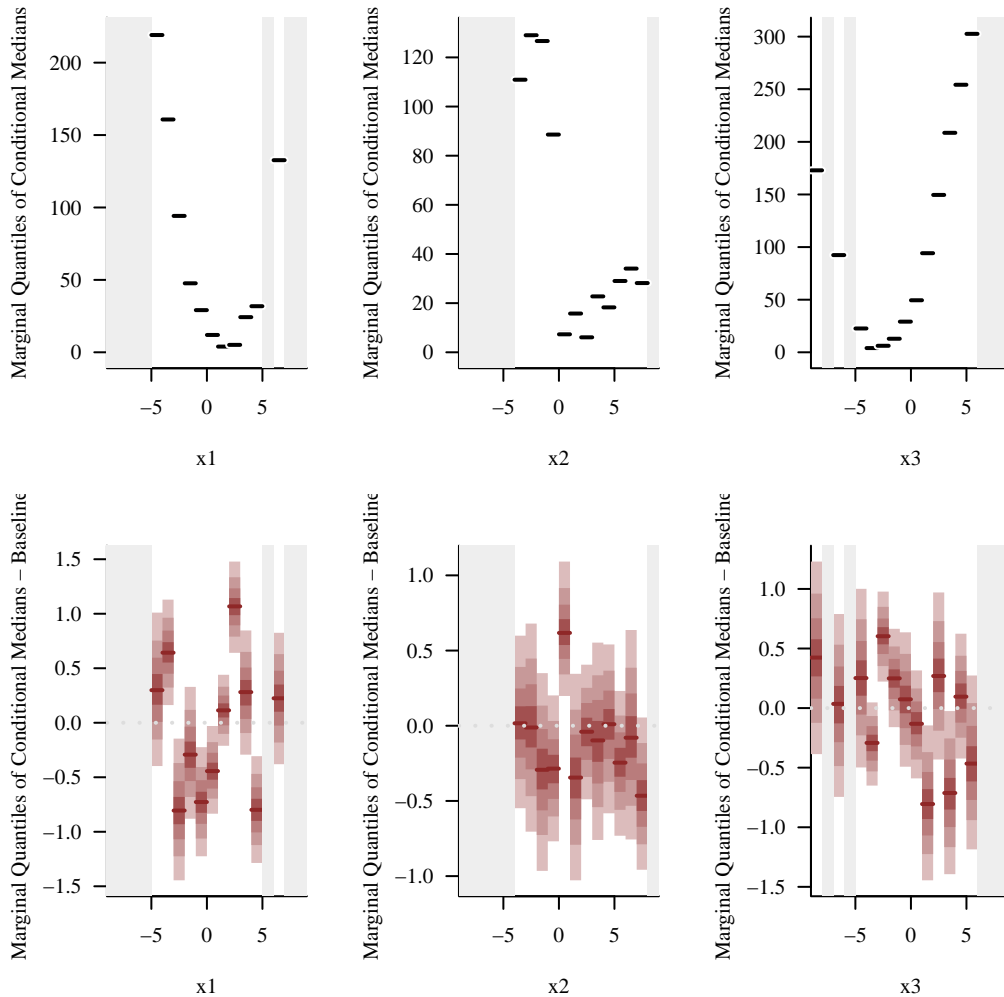 Marginal Quantiles of Conditional Medians
200
150
100
50
0
−5 0 5
x1
Marginal Quantiles of Conditional Medians
120
100
80
60
40
20
0
−5 0 5
x2
Marginal Quantiles of Conditional Medians
300
250
200
150
100
50
0
−5 0 5
x3
Marginal Quantiles of Conditional Medians − Baseline
1.5
1.0
0.5
0.0
−0.5
−1.0
−1.5
−5 0 5
x1
Marginal Quantiles of Conditional Medians − Baseline
1.0
0.5
0.0
−0.5
−1.0
−5 0 5
x2
Marginal Quantiles of Conditional Medians − Baseline
1.0
0.5
0.0
−0.5
−1.0
−1.5
−5 0 5
x3